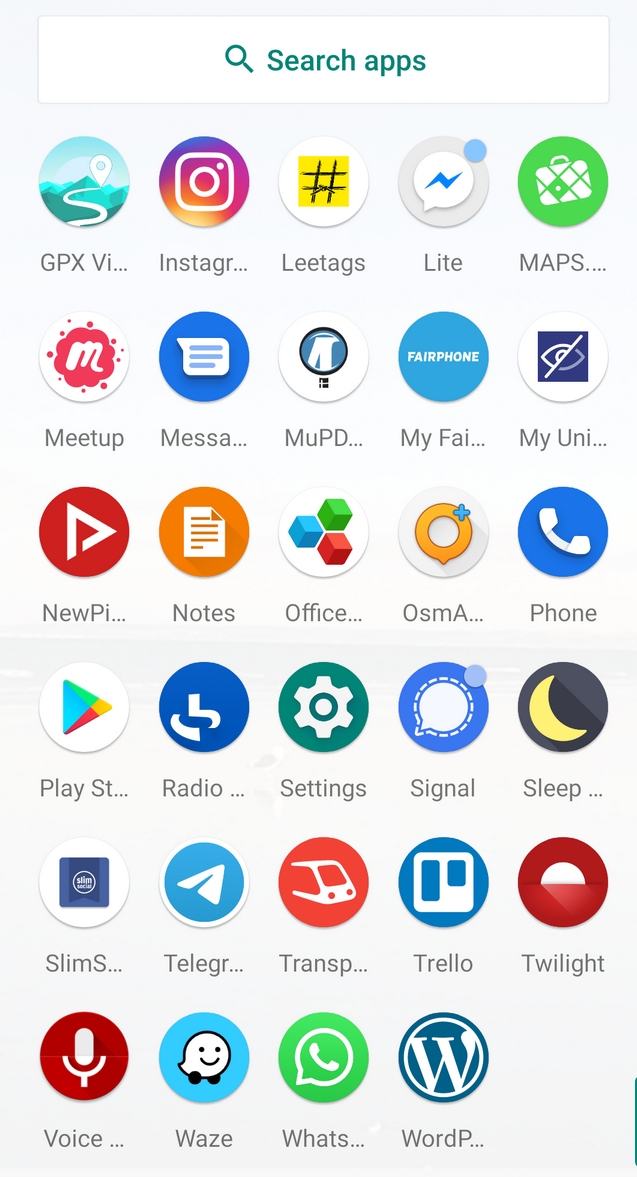 Search apps
GPX Vi... Instagr... Leetags Lite MAPS....
FAIRPHONE
Meetup Messa... MuPD... My Fai... My Uni...
NewPi... Notes Office... OsmA... Phone
Play St... Radio ... Settings Signal Sleep ...
slim
social
SlimS... Telegr... Transp... Trello Twilight
Voice ... Waze Whats... WordP...